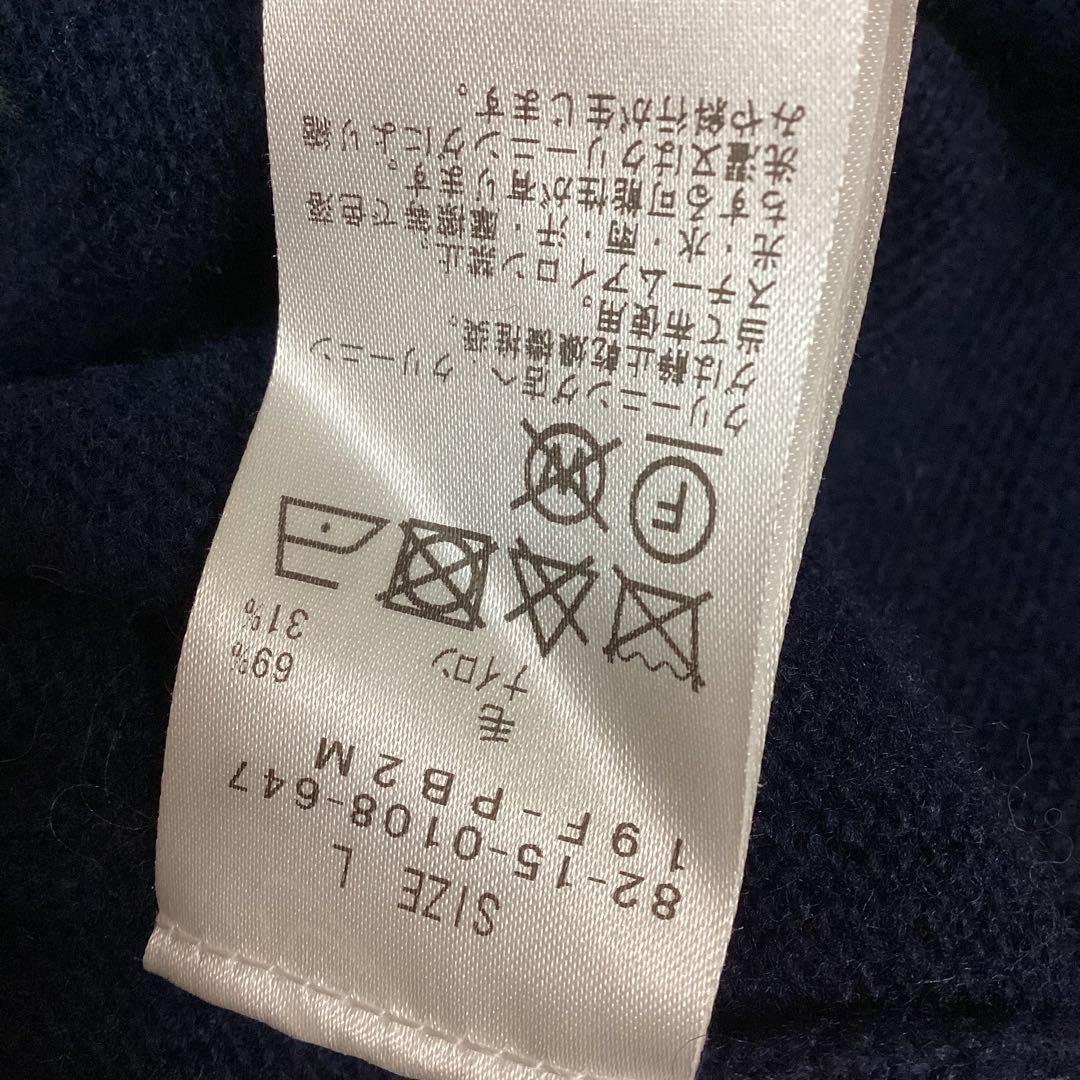 SIZE L
82-15-0108-647
19F-PB2M
毛 69%
ナイロン 31%
F W
クリーニング店へ、クリーニン
グは静止乾燥機推奨。
当て布使用。
スチームアイロン禁止。
光・水・雨・汗・摩擦等で色落
ちする可能性が有ります。
洗濯又はクリーニングにより縮
みや斜行が生じます。